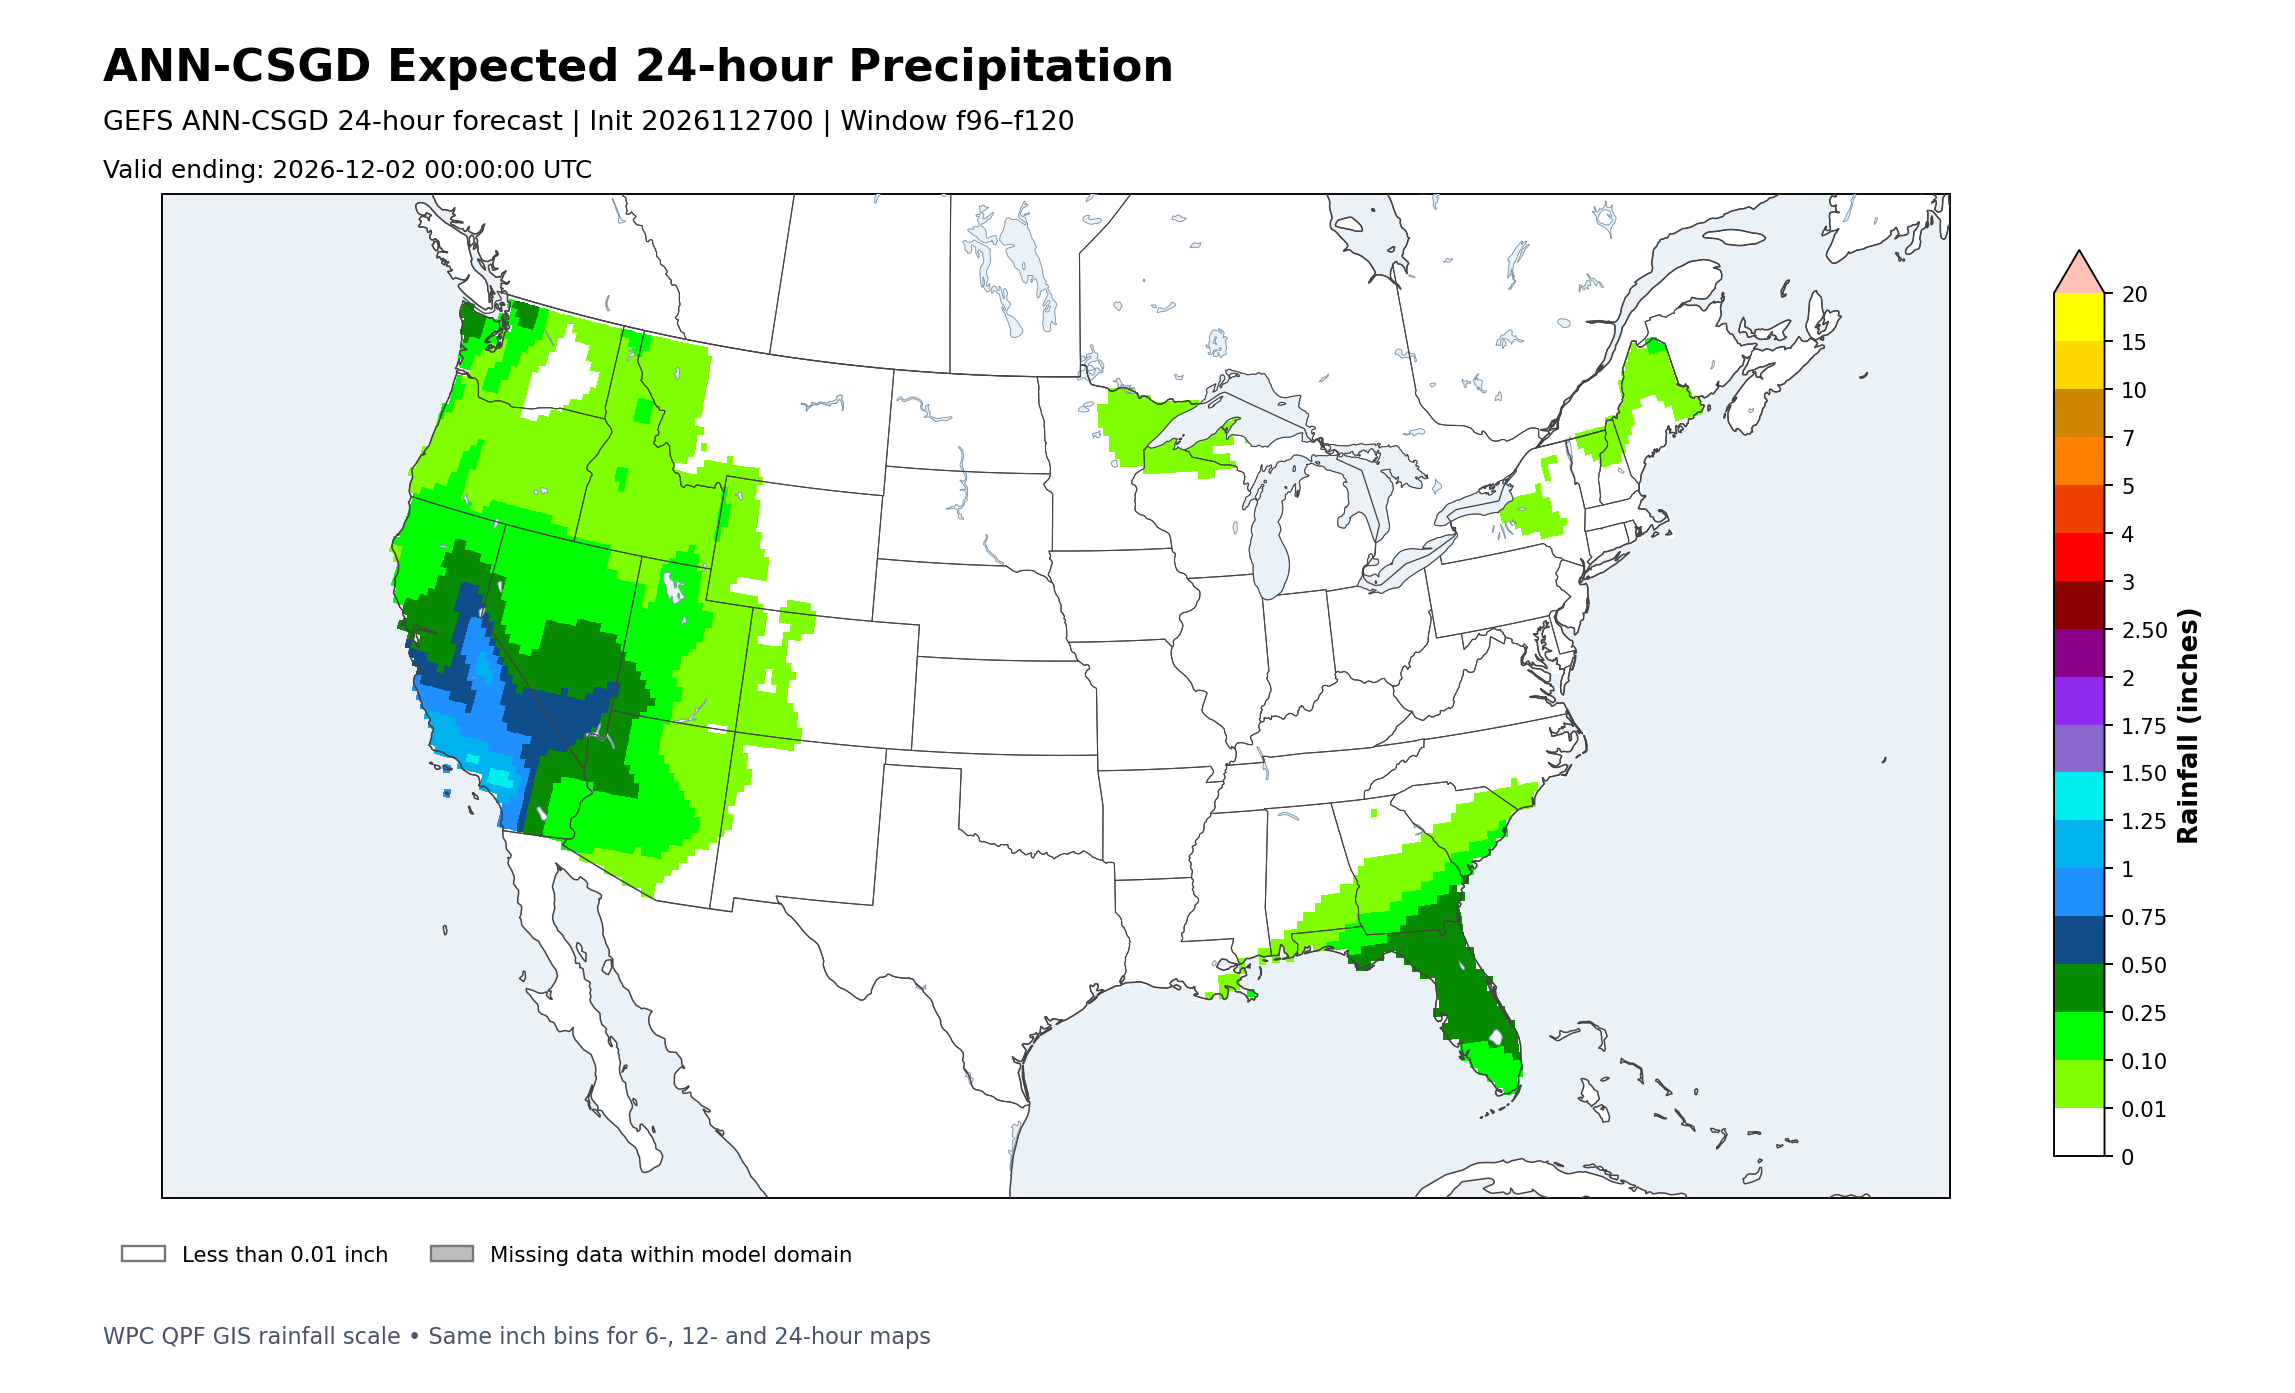 ANN-CSGD Expected 24-hour Precipitation
GEFS ANN-CSGD 24-hour forecast | Init 2026112700 | Window f96–f120
Valid ending: 2026-12-02 00:00:00 UTC
20
15
10
7
5
4
3
2.50
2
1.75
1.50
1.25
1
0.75
0.50
0.25
0.10
0.01
0
Rainfall (inches)
Less than 0.01 inch
Missing data within model domain
WPC QPF GIS rainfall scale • Same inch bins for 6-, 12- and 24-hour maps